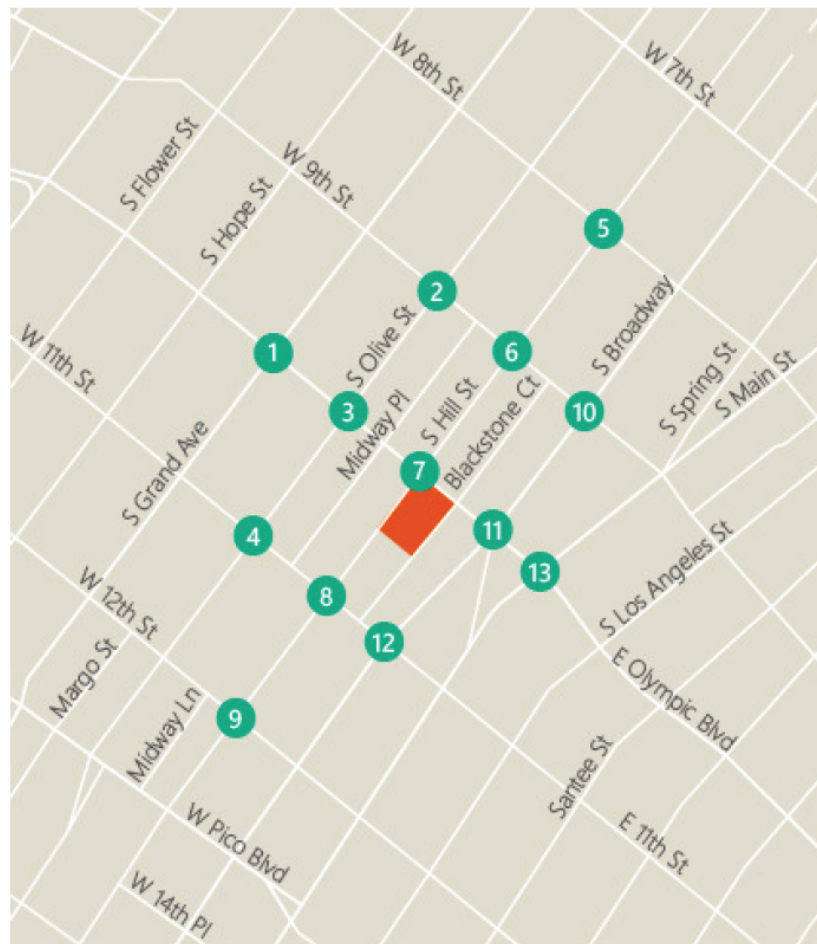 W 7th St
W 8th St
S Flower St
W 9th St
S Hope St
5
2
S Olive St
S Broadway
W 11th St
1
6
S Spring St
S Main St
3
Midway Pl
S Hill St
Blackstone Ct
10
S Grand Ave
7
4
11
13
S Los Angeles St
W 12th St
8
12
E Olympic Blvd
Margo St
Midway Ln
9
Santee St
W Pico Blvd
E 11th St
W 14th Pl